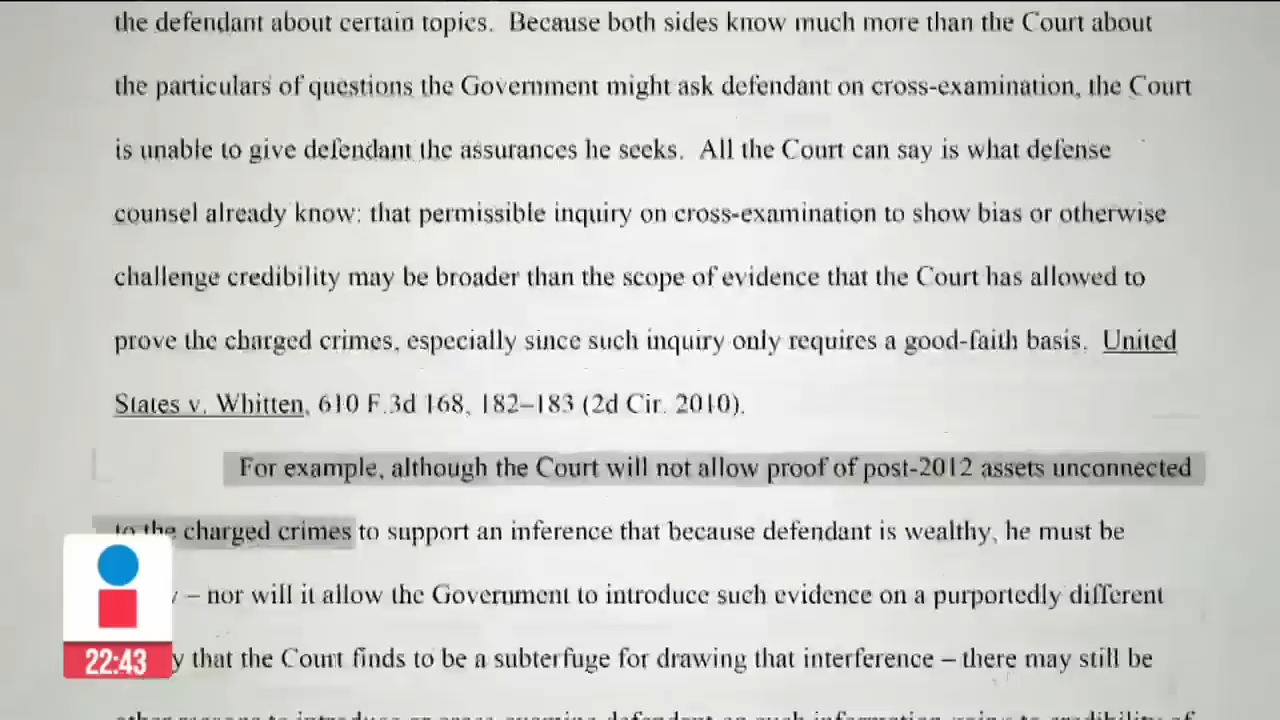 the defendant about certain topics. Because both sides know much more than the Court about
the particulars of questions the Government might ask defendant on cross-examination, the Court
is unable to give defendant the assurances he seeks. All the Court can say is what defense
counsel already know: that permissible inquiry on cross-examination to show bias or otherwise
challenge credibility may be broader than the scope of evidence that the Court has allowed to
prove the charged crimes, especially since such inquiry only requires a good-faith basis. United
States v. Whitten, 610 F.3d 168, 182–183 (2d Cir. 2010).
For example, although the Court will not allow proof of post-2012 assets unconnected
to the charged crimes to support an inference that because defendant is wealthy, he must be
– nor will it allow the Government to introduce such evidence on a purportedly different
that the Court finds to be a subterfuge for drawing that interference – there may still be
22:43